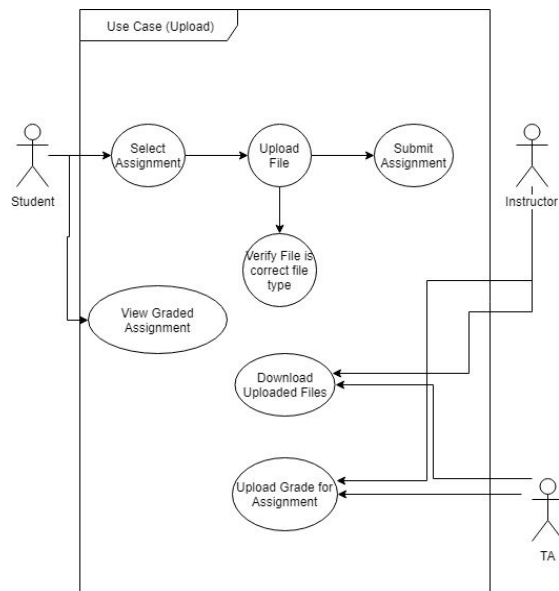 Use Case (Upload)
Select
Assignment
Upload
File
Submit
Assignment
Student
Instructor
Verify File is
correct file
type
View Graded
Assignment
Download
Uploaded Files
Upload Grade for
Assignment
TA